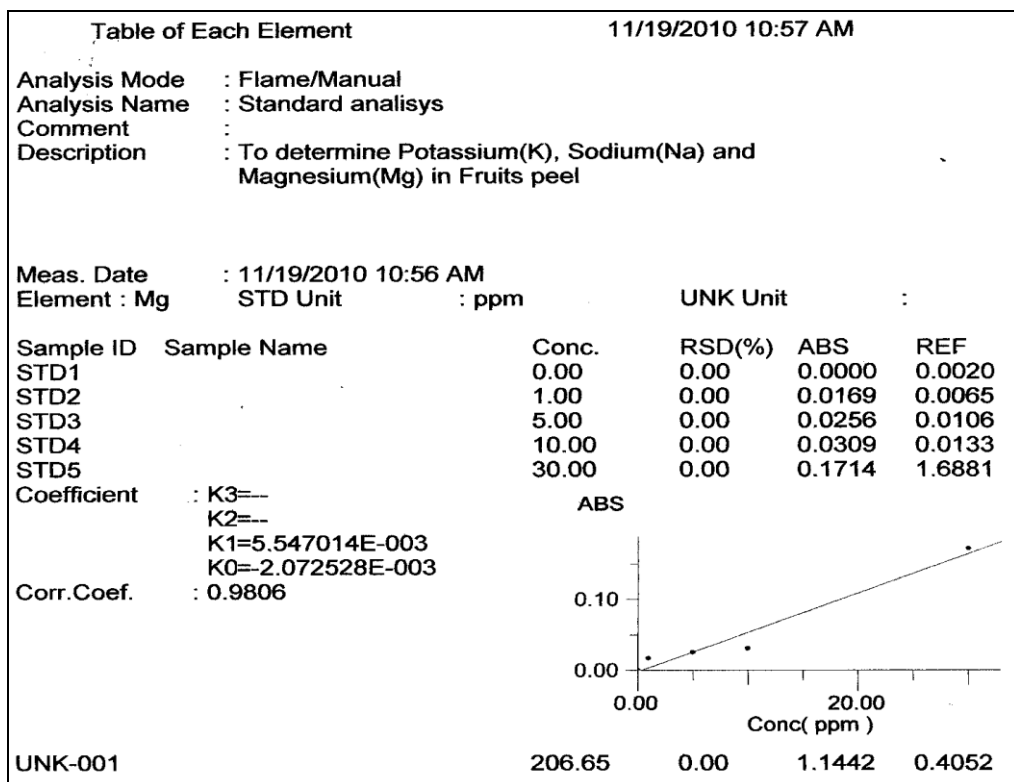 Table of Each Element 11/19/2010 10:57 AM
Analysis Mode : Flame/Manual
Analysis Name : Standard analisys
Comment :
Description : To determine Potassium(K), Sodium(Na) and
Magnesium(Mg) in Fruits peel
Meas. Date : 11/19/2010 10:56 AM
Element : Mg STD Unit : ppm UNK Unit :
Sample ID Sample Name Conc. RSD(%) ABS REF
STD1 0.00 0.00 0.0000 0.0020
STD2 1.00 0.00 0.0169 0.0065
STD3 5.00 0.00 0.0256 0.0106
STD4 10.00 0.00 0.0309 0.0133
STD5 30.00 0.00 0.1714 1.6881
Coefficient : K3=--
K2=--
K1=5.547014E-003
K0=-2.072528E-003
Corr.Coef. : 0.9806
ABS
0.10
0.00
0.00 20.00
Conc( ppm )
UNK-001 206.65 0.00 1.1442 0.4052